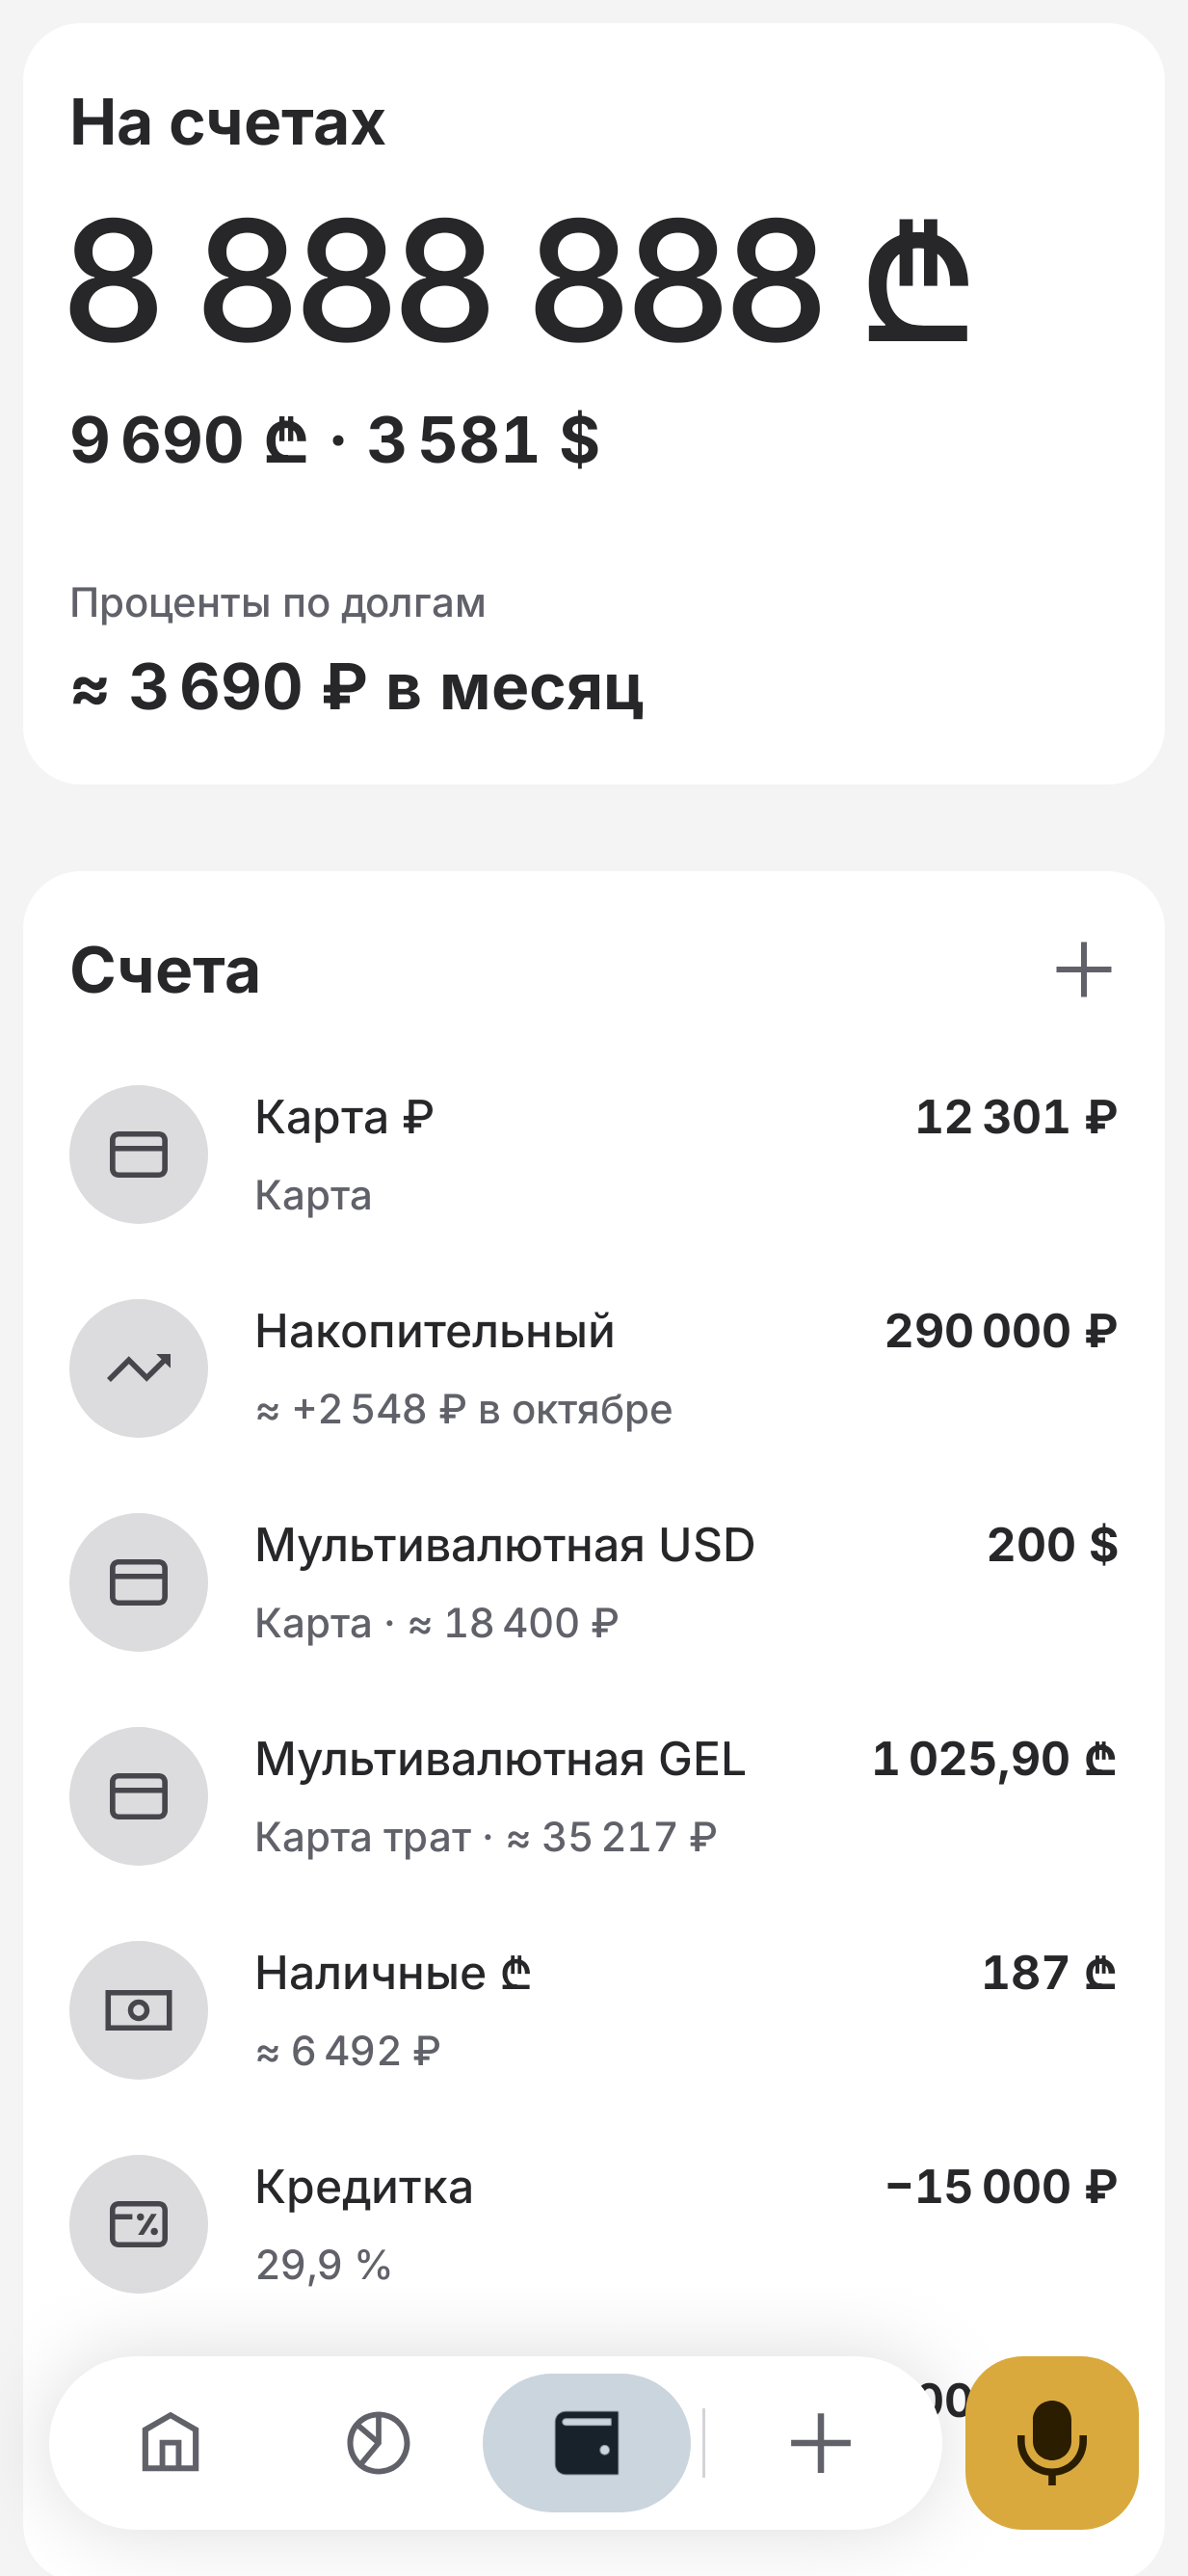 На счетах
8 888 888 ₾
9 690 ₾ · 3 581 $
Проценты по долгам
≈ 3 690 ₽ в месяц
Счета
Карта ₽
12 301 ₽
Карта
Накопительный
290 000 ₽
≈ +2 548 ₽ в октябре
Мультивалютная USD
200 $
Карта · ≈ 18 400 ₽
Мультивалютная GEL
1 025,90 ₾
Карта трат · ≈ 35 217 ₽
Наличные ₾
187 ₾
≈ 6 492 ₽
Кредитка
−15 000 ₽
29,9 %